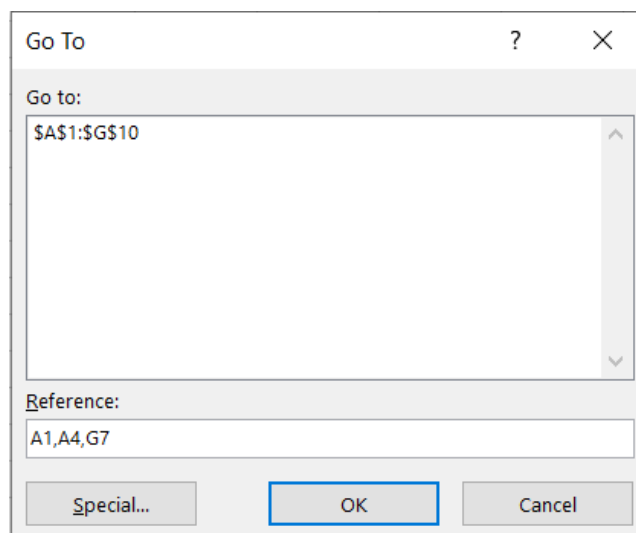 Go To ?
Go to:
$A$1:$G$10
Reference:
A1,A4,G7
Special... OK Cancel